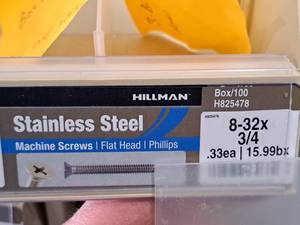 HILLMAN
Stainless Steel
Machine Screws | Flat Head | Phillips
Box/100
H825478
8-32x
3/4
.33ea | 15.99bx